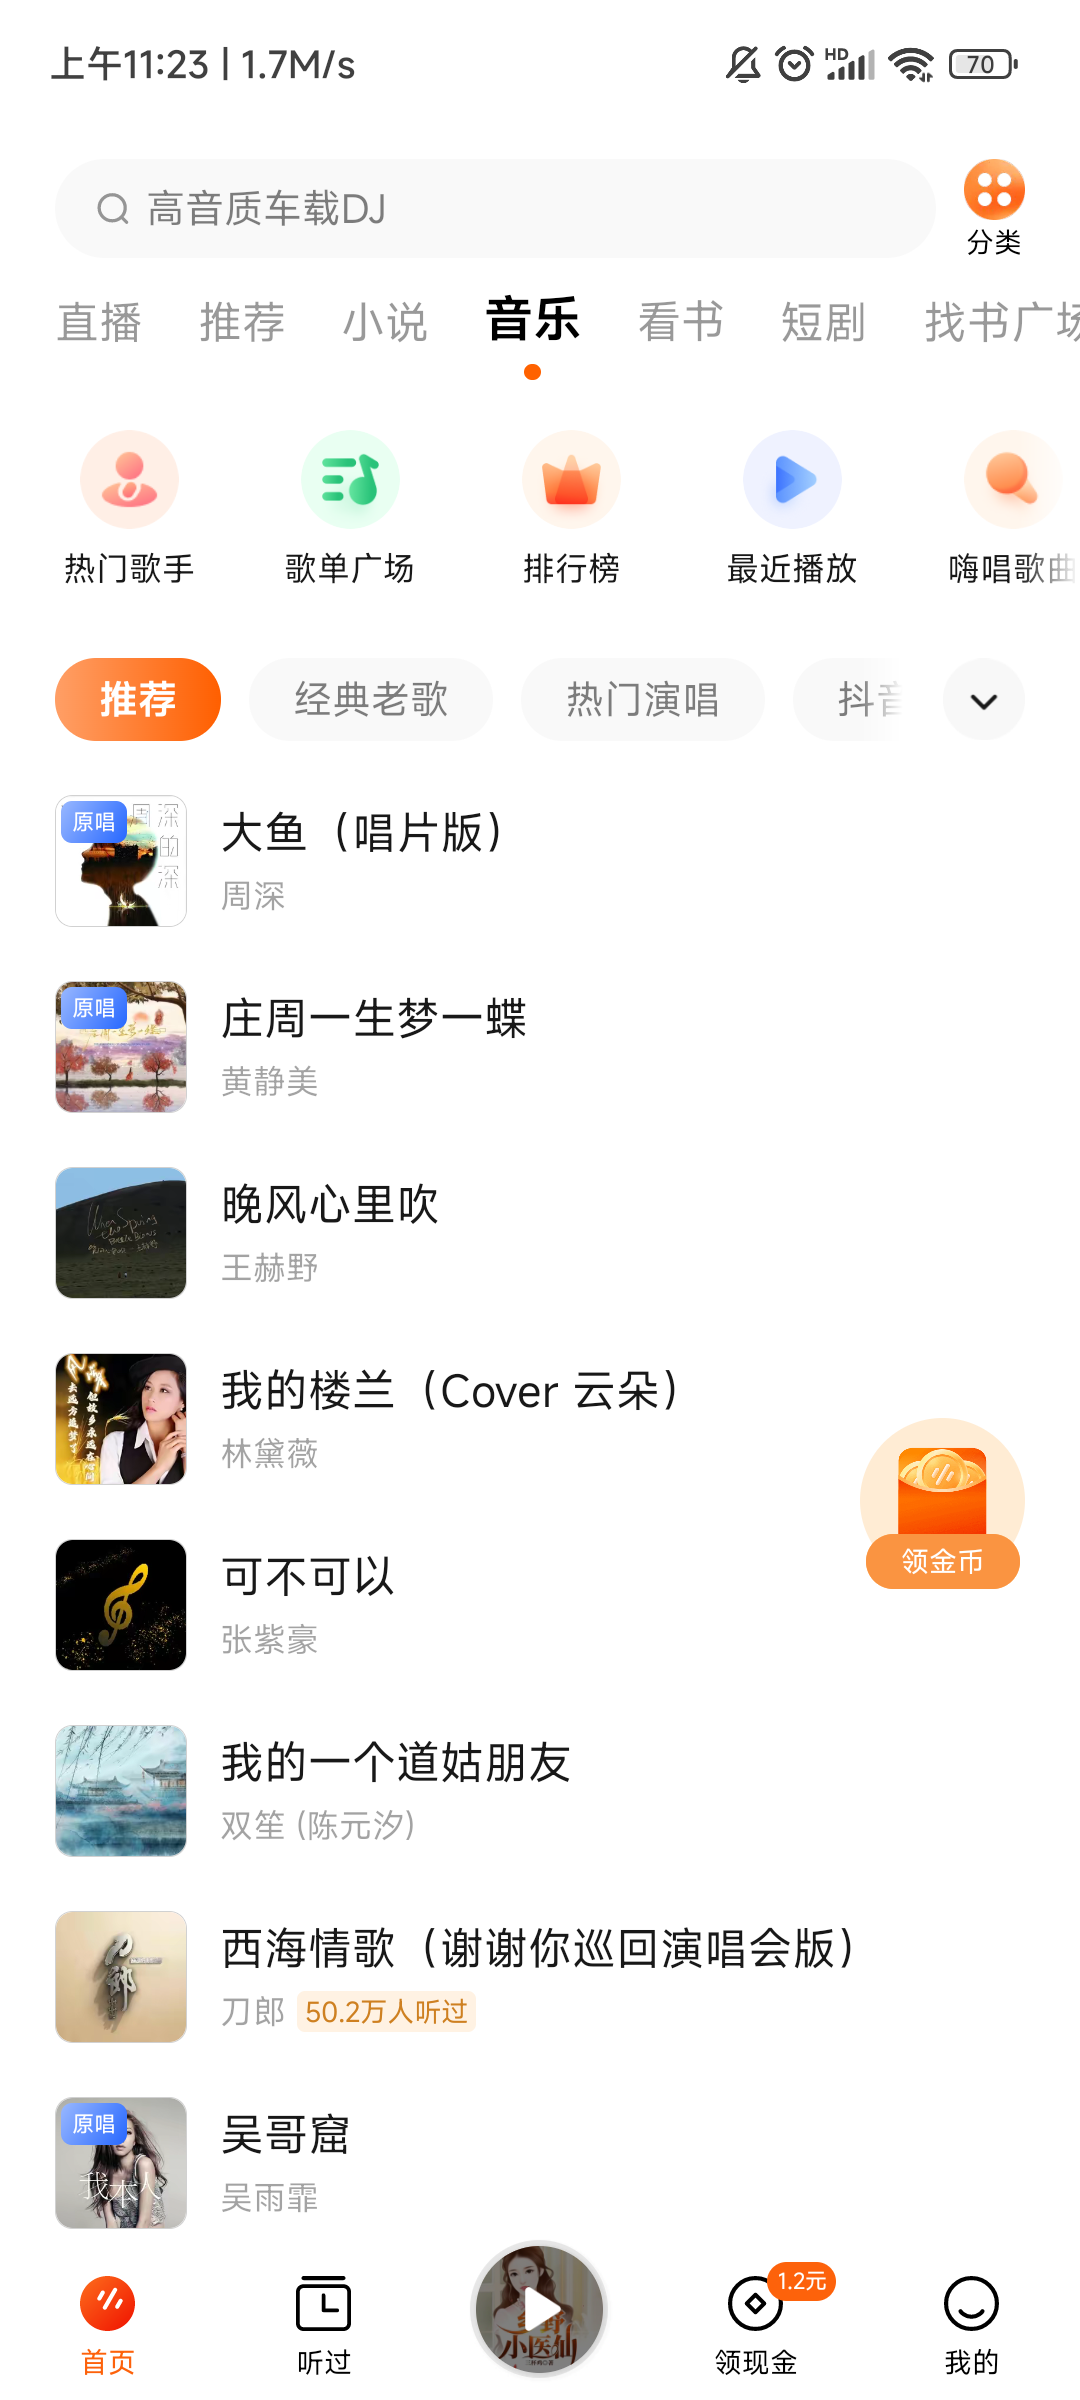 上午11:23 | 1.7M/s
HD
70
高音质车载DJ
分类
直播 推荐 小说 音乐 看书 短剧 找书广场
热门歌手 歌单广场 排行榜 最近播放 嗨唱歌曲
推荐 经典老歌 热门演唱 抖音
原唱
周深的深
大鱼（唱片版）
周深
原唱
庄周一生梦一蝶
黄静美
晚风心里吹
王赫野
我的楼兰（Cover 云朵）
林黛薇
领金币
可不可以
张紫豪
我的一个道姑朋友
双笙 (陈元汐)
西海情歌（谢谢你巡回演唱会版）
刀郎 50.2万人听过
原唱
我本人
吴哥窟
吴雨霏
小医仙
1.2元
首页 听过 领现金 我的